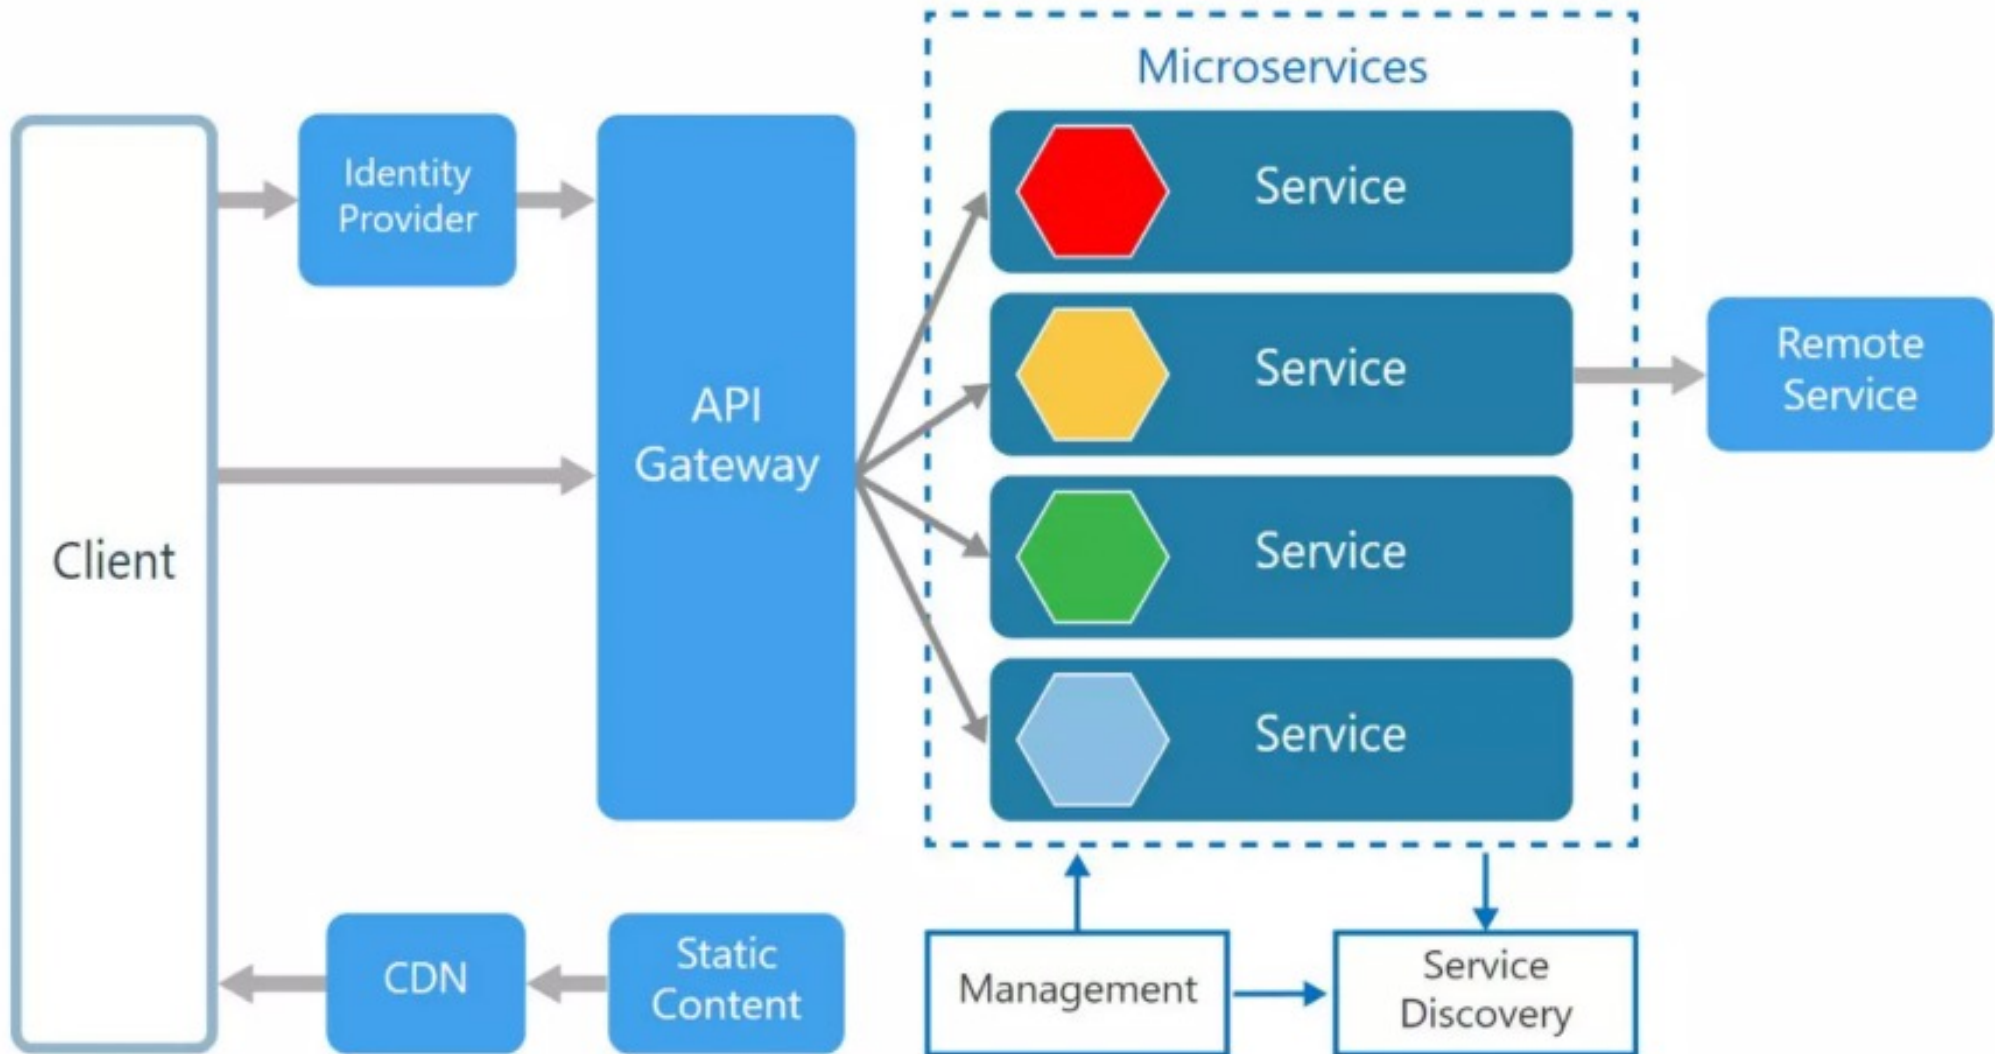 Microservices
Identity
Provider
Service
API
Gateway
Service
Remote
Service
Client
Service
Service
CDN
Static
Content
Management
Service
Discovery